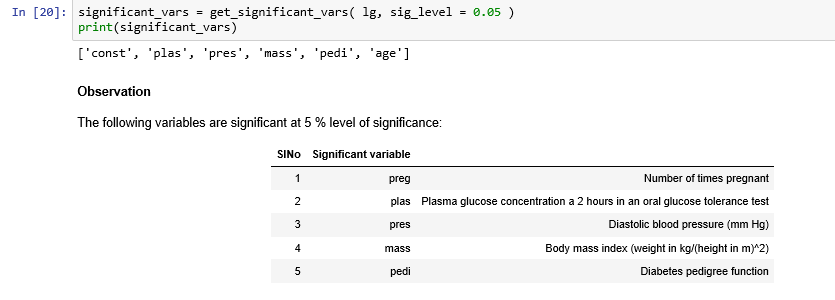 In [20]: significant_vars = get_significant_vars( lg, sig_level = 0.05 )
print(significant_vars)
['const', 'plas', 'pres', 'mass', 'pedi', 'age']
Observation
The following variables are significant at 5 % level of significance:
SlNo Significant variable
1 preg Number of times pregnant
2 plas Plasma glucose concentration a 2 hours in an oral glucose tolerance test
3 pres Diastolic blood pressure (mm Hg)
4 mass Body mass index (weight in kg/(height in m)^2)
5 pedi Diabetes pedigree function